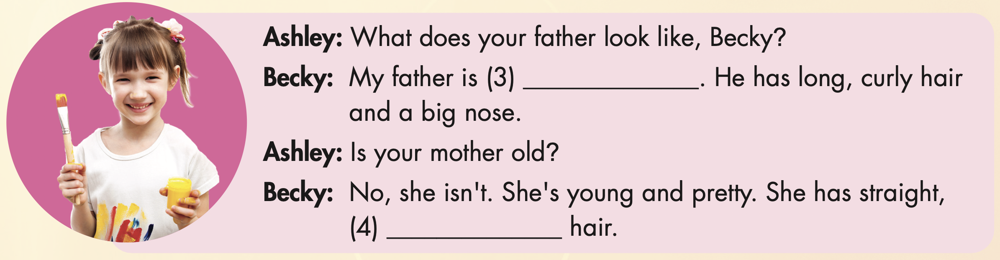 Ashley: What does your father look like, Becky?
Becky: My father is (3) ______________. He has long, curly hair
and a big nose.
Ashley: Is your mother old?
Becky: No, she isn't. She's young and pretty. She has straight,
(4) ______________ hair.